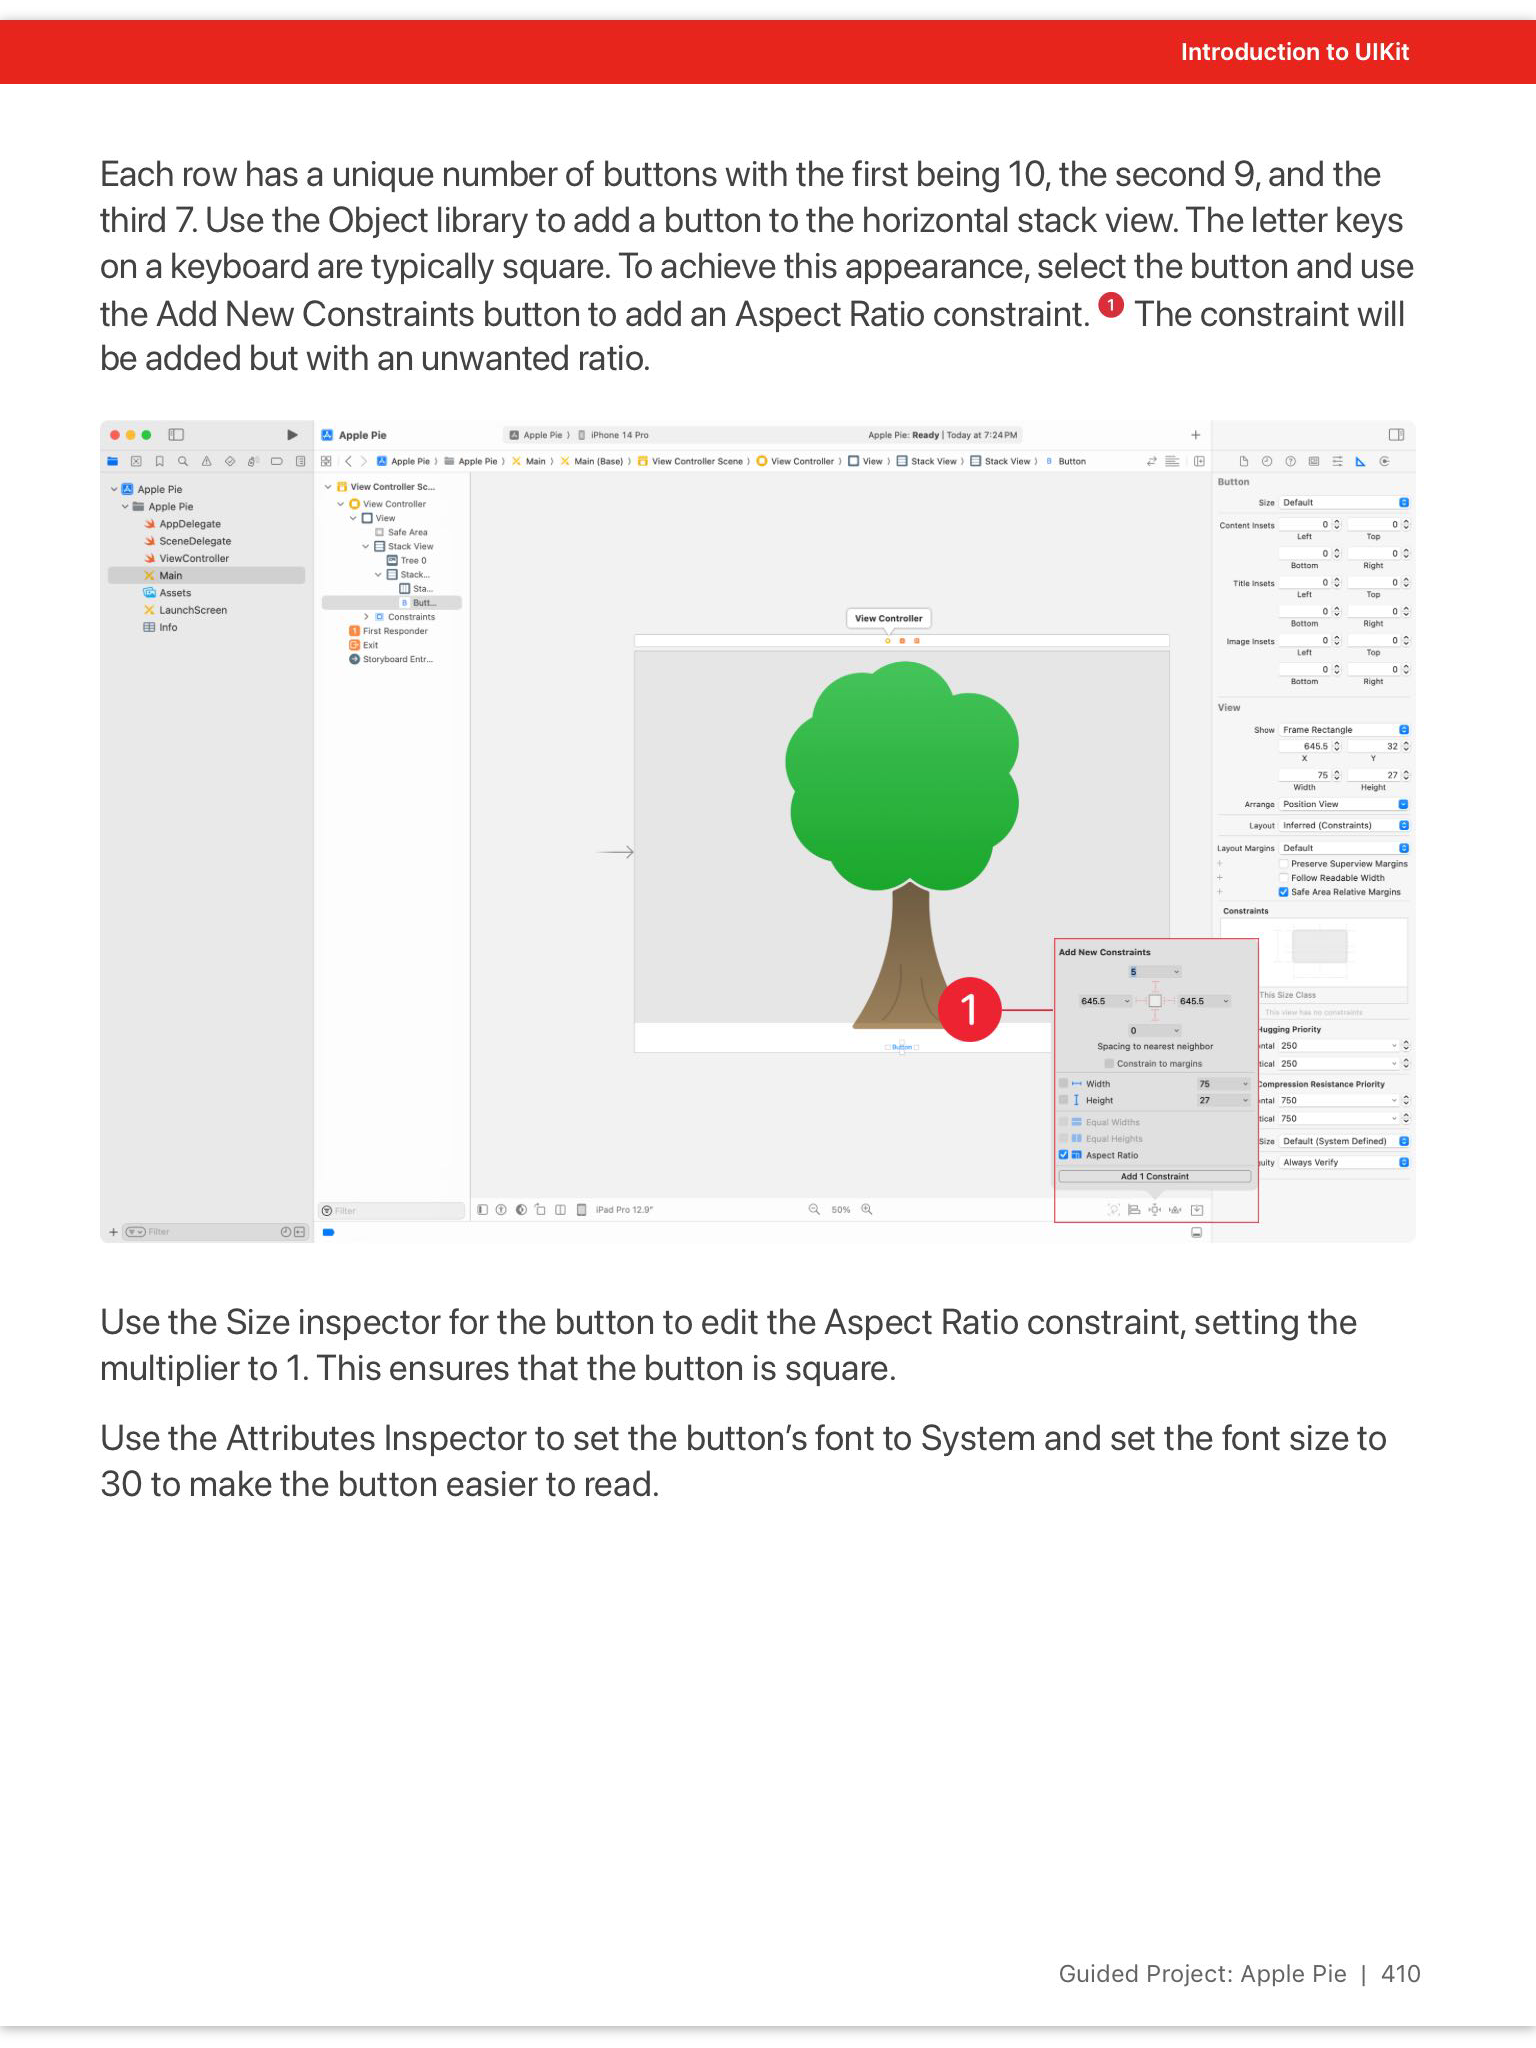 Introduction to UIKit
Each row has a unique number of buttons with the first being 10, the second 9, and the
third 7. Use the Object library to add a button to the horizontal stack view. The letter keys
on a keyboard are typically square. To achieve this appearance, select the button and use
the Add New Constraints button to add an Aspect Ratio constraint. 1 The constraint will
be added but with an unwanted ratio.
Apple Pie
Apple Pie iPhone 14 Pro
Apple Pie: Ready | Today at 7:24 PM
Apple Pie Apple Pie Main Main (Base) View Controller Scene View Controller View Stack View Stack View Button
Apple Pie
Apple Pie
AppDelegate
SceneDelegate
ViewController
Main
Assets
LaunchScreen
Info
Filter
View Controller Sc...
View Controller
View
Safe Area
Stack View
Tree 0
Stack...
Sta...
B Butt...
Constraints
First Responder
Exit
Storyboard Entr...
Filter
View Controller
Button
iPad Pro 12.9"
50%
1
Add New Constraints
5
645.5 645.5
0
Spacing to nearest neighbor
Constrain to margins
Width 75
Height 27
Equal Widths
Equal Heights
Aspect Ratio
Add 1 Constraint
Button
Size Default
Content Insets 0 0
Left Top
0 0
Bottom Right
Title Insets 0 0
Left Top
0 0
Bottom Right
Image Insets 0 0
Left Top
0 0
Bottom Right
View
Show Frame Rectangle
645.5 32
X Y
75 27
Width Height
Arrange Position View
Layout Inferred (Constraints)
Layout Margins Default
Preserve Superview Margins
Follow Readable Width
Safe Area Relative Margins
Constraints
This Size Class
This view has no constraints
Hugging Priority
ntal 250
tical 250
Compression Resistance Priority
ntal 750
tical 750
Size Default (System Defined)
uity Always Verify
Use the Size inspector for the button to edit the Aspect Ratio constraint, setting the
multiplier to 1. This ensures that the button is square.
Use the Attributes Inspector to set the button's font to System and set the font size to
30 to make the button easier to read.
Guided Project: Apple Pie | 410